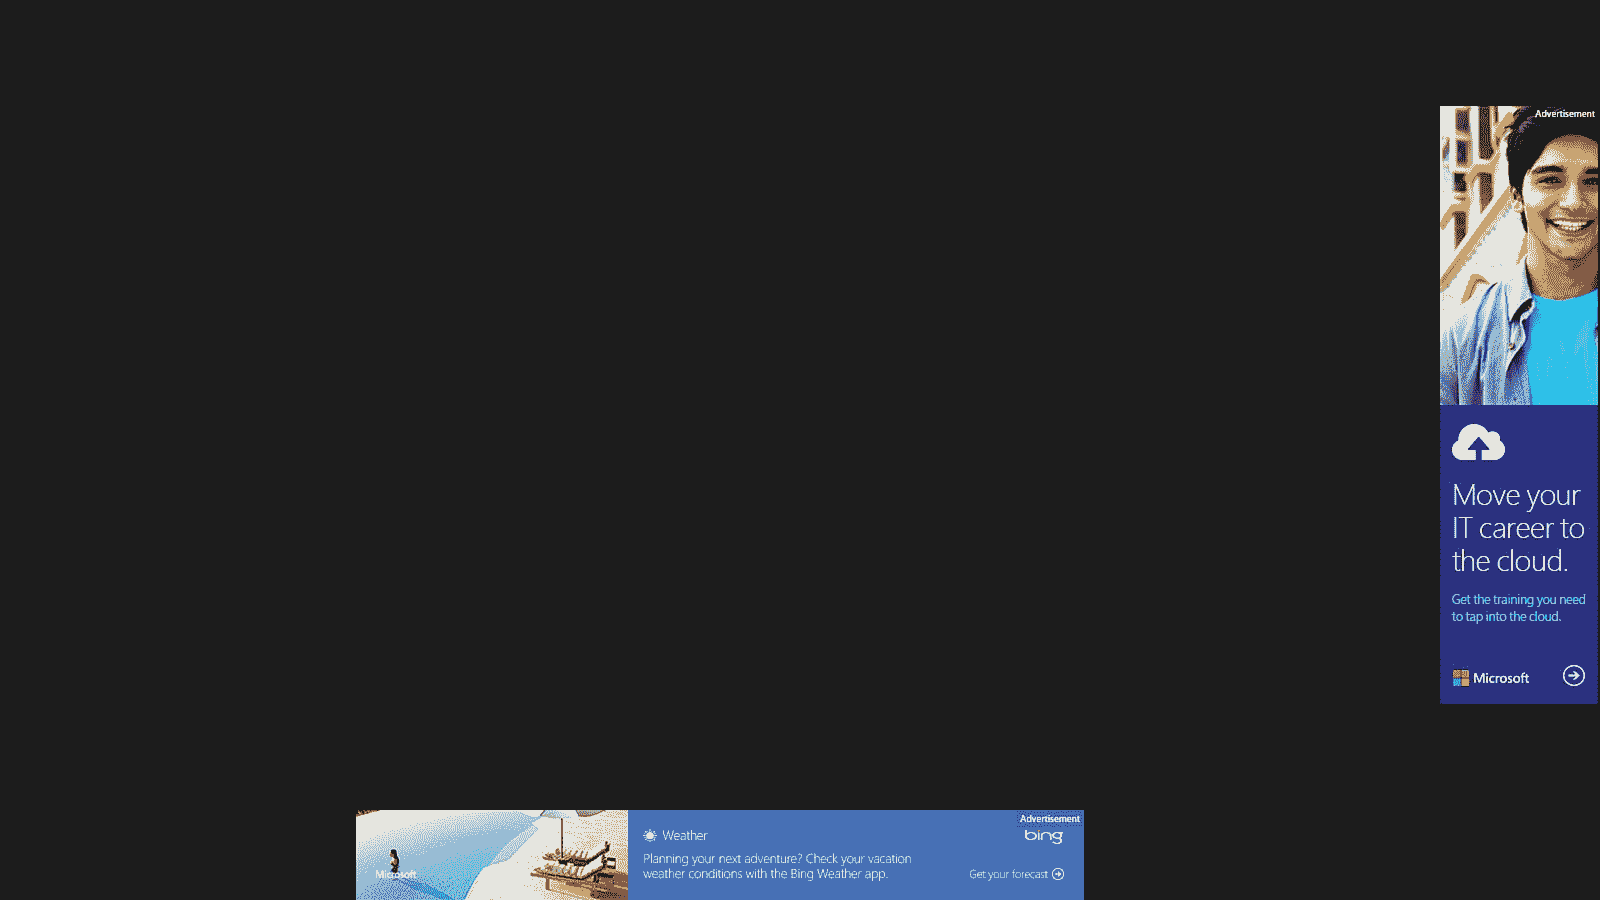 Advertisement
Move your
IT career to
the cloud.
Get the training you need
to tap into the cloud.
Microsoft
Advertisement
Weather
bing
Planning your next adventure? Check your vacation
weather conditions with the Bing Weather app.
Get your forecast
Microsoft